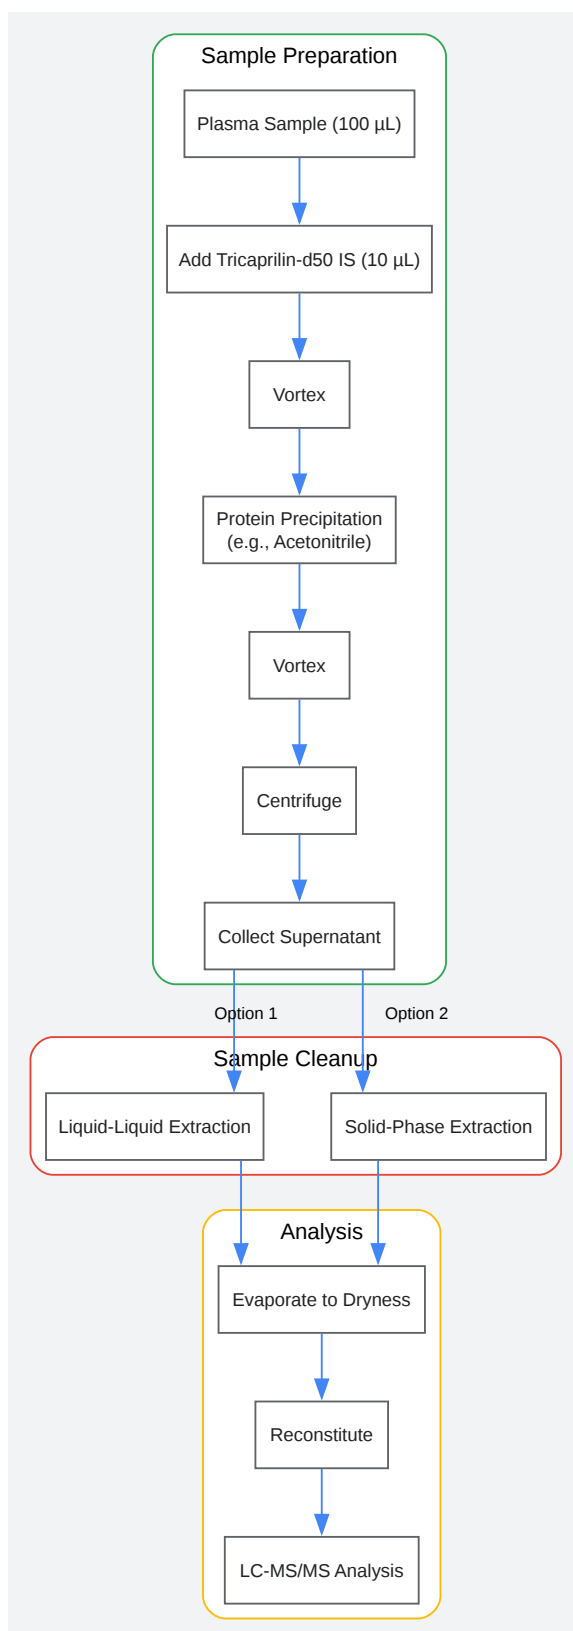 Sample Preparation
Plasma Sample (100 µL)
Add Tricaprilin-d50 IS (10 µL)
Vortex
Protein Precipitation
(e.g., Acetonitrile)
Vortex
Centrifuge
Collect Supernatant
Option 1
Option 2
Sample Cleanup
Liquid-Liquid Extraction
Solid-Phase Extraction
Analysis
Evaporate to Dryness
Reconstitute
LC-MS/MS Analysis